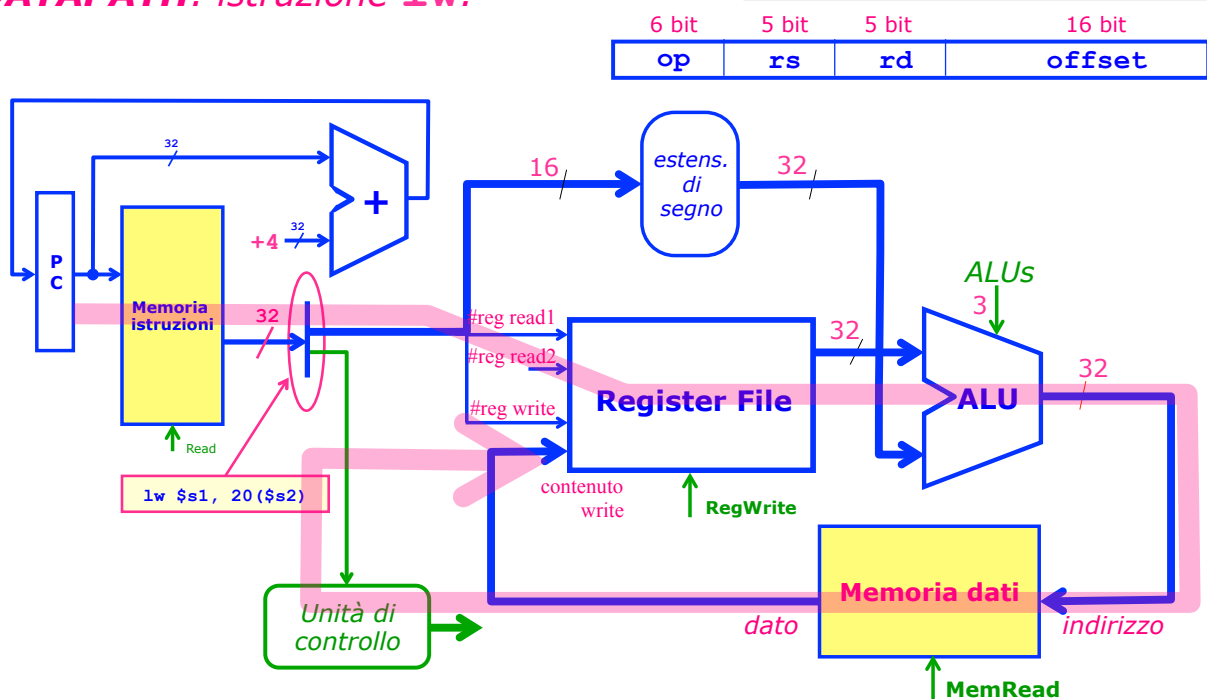 DATAPATH: istruzione lw.
6 bit 5 bit 5 bit 16 bit
op rs rd offset
32
+
+4 32
P
C
Memoria
istruzioni
Read
32
lw $s1, 20($s2)
Unità di
controllo
16
estens.
di
segno
32
#reg read1
#reg read2
#reg write
contenuto
write
Register File
RegWrite
32
ALUs
3
ALU
32
Memoria dati
dato
indirizzo
MemRead